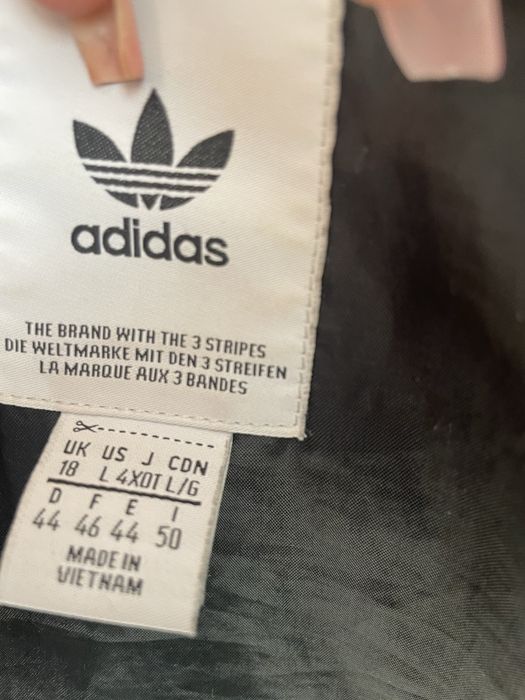 adidas
THE BRAND WITH THE 3 STRIPES
DIE WELTMARKE MIT DEN 3 STREIFEN
LA MARQUE AUX 3 BANDES
UK US J CDN
18 L 4XOT L/G
D F E I
44 46 44 50
MADE IN
VIETNAM